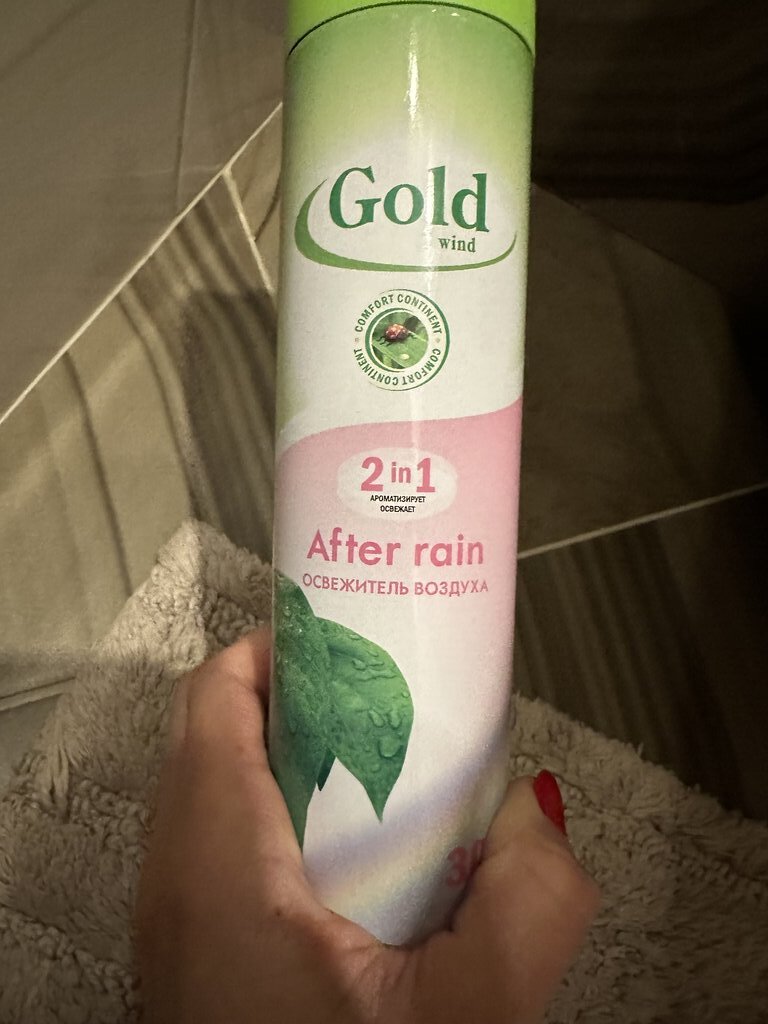 Gold
wind
COMFORT CONTINENT
COMFORT CONTINENT
2 in 1
АРОМАТИЗИРУЕТ
ОСВЕЖАЕТ
After rain
ОСВЕЖИТЕЛЬ ВОЗДУХА